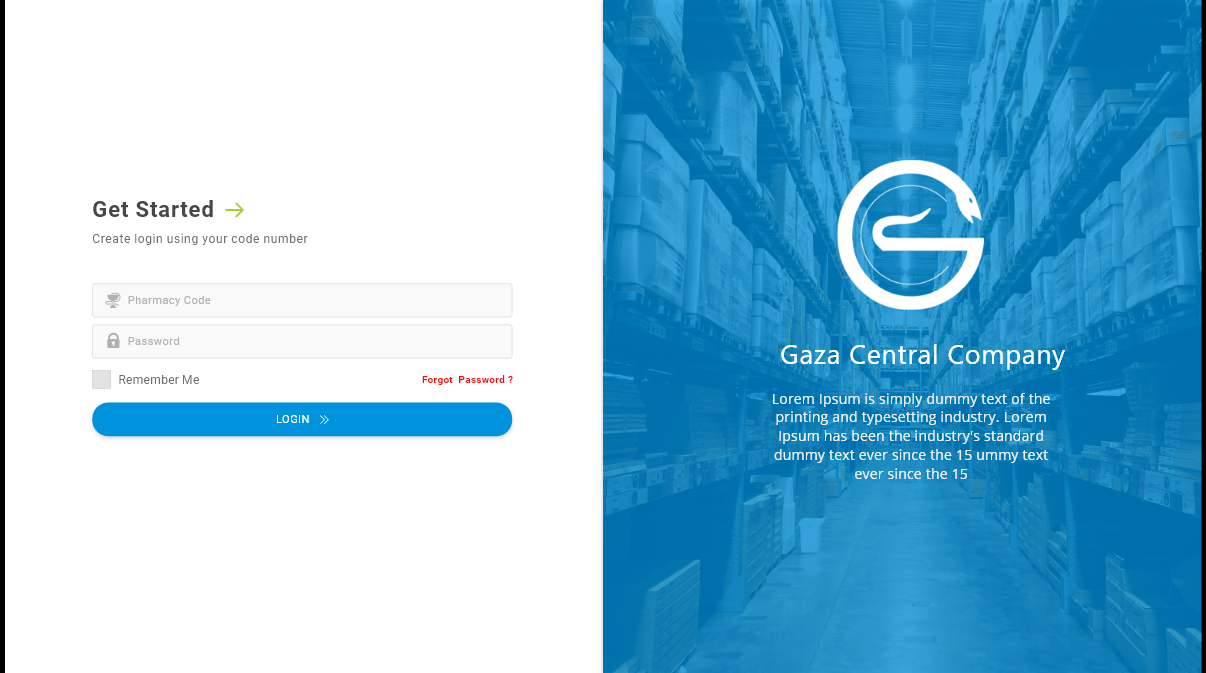 Get Started
Create login using your code number
Pharmacy Code
Password
Remember Me
Forgot Password ?
LOGIN
Gaza Central Company
Lorem Ipsum is simply dummy text of the
printing and typesetting industry. Lorem
Ipsum has been the industry's standard
dummy text ever since the 15 ummy text
ever since the 15